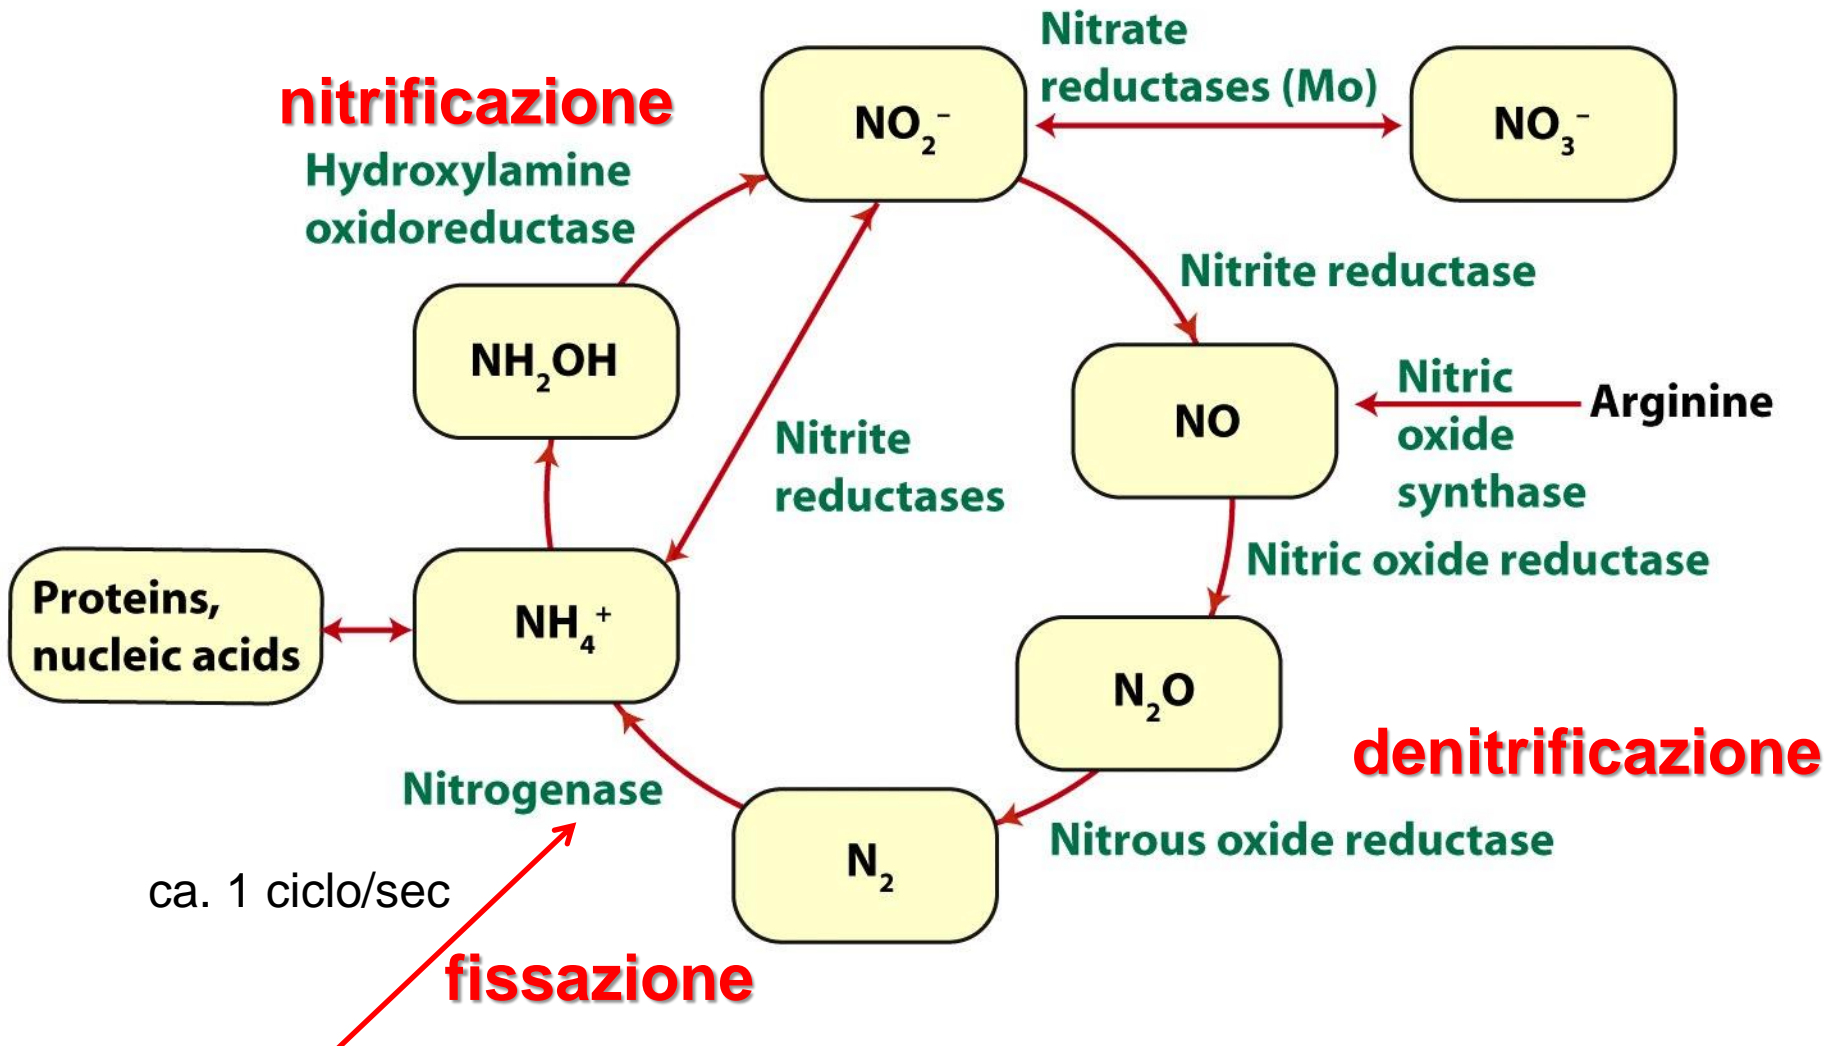 nitrificazione
Hydroxylamine
oxidoreductase
NO₂⁻
Nitrate
reductases (Mo)
NO₃⁻
Nitrite reductase
NH₂OH
Nitrite
reductases
NO
Nitric
oxide
synthase
Arginine
Nitric oxide reductase
Proteins,
nucleic acids
NH₄⁺
N₂O
denitrificazione
Nitrogenase
Nitrous oxide reductase
N₂
ca. 1 ciclo/sec
fissazione